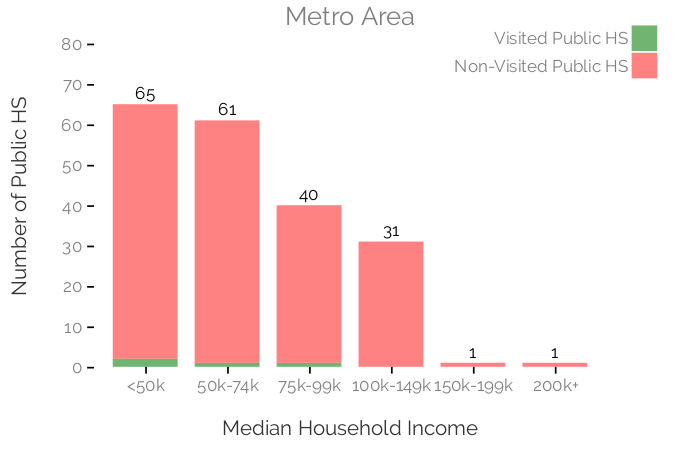 Metro Area
Visited Public HS
Non-Visited Public HS
Number of Public HS
80
70
60
50
40
30
20
10
0
65
61
40
31
1
1
<50k
50k-74k
75k-99k
100k-149k
150k-199k
200k+
Median Household Income